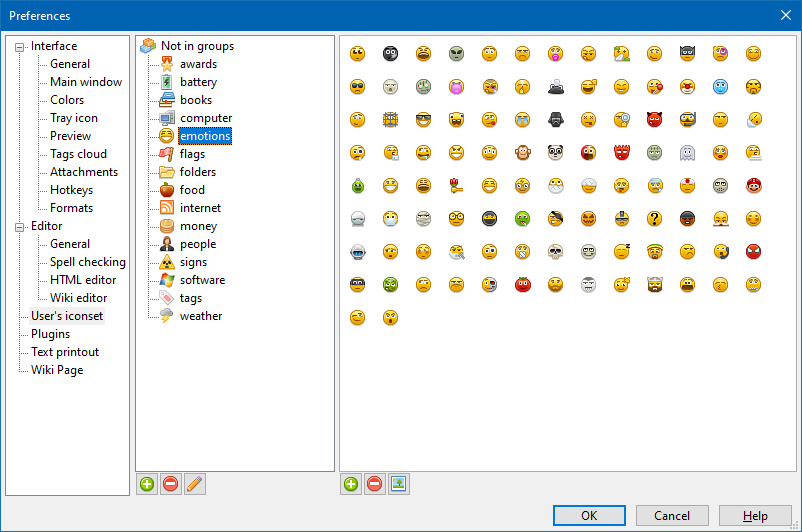 Preferences
Interface
General
Main window
Colors
Tray icon
Preview
Tags cloud
Attachments
Hotkeys
Formats
Editor
General
Spell checking
HTML editor
Wiki editor
User's iconset
Plugins
Text printout
Wiki Page
Not in groups
awards
battery
books
computer
emotions
flags
folders
food
internet
money
people
signs
software
tags
weather
OK
Cancel
Help